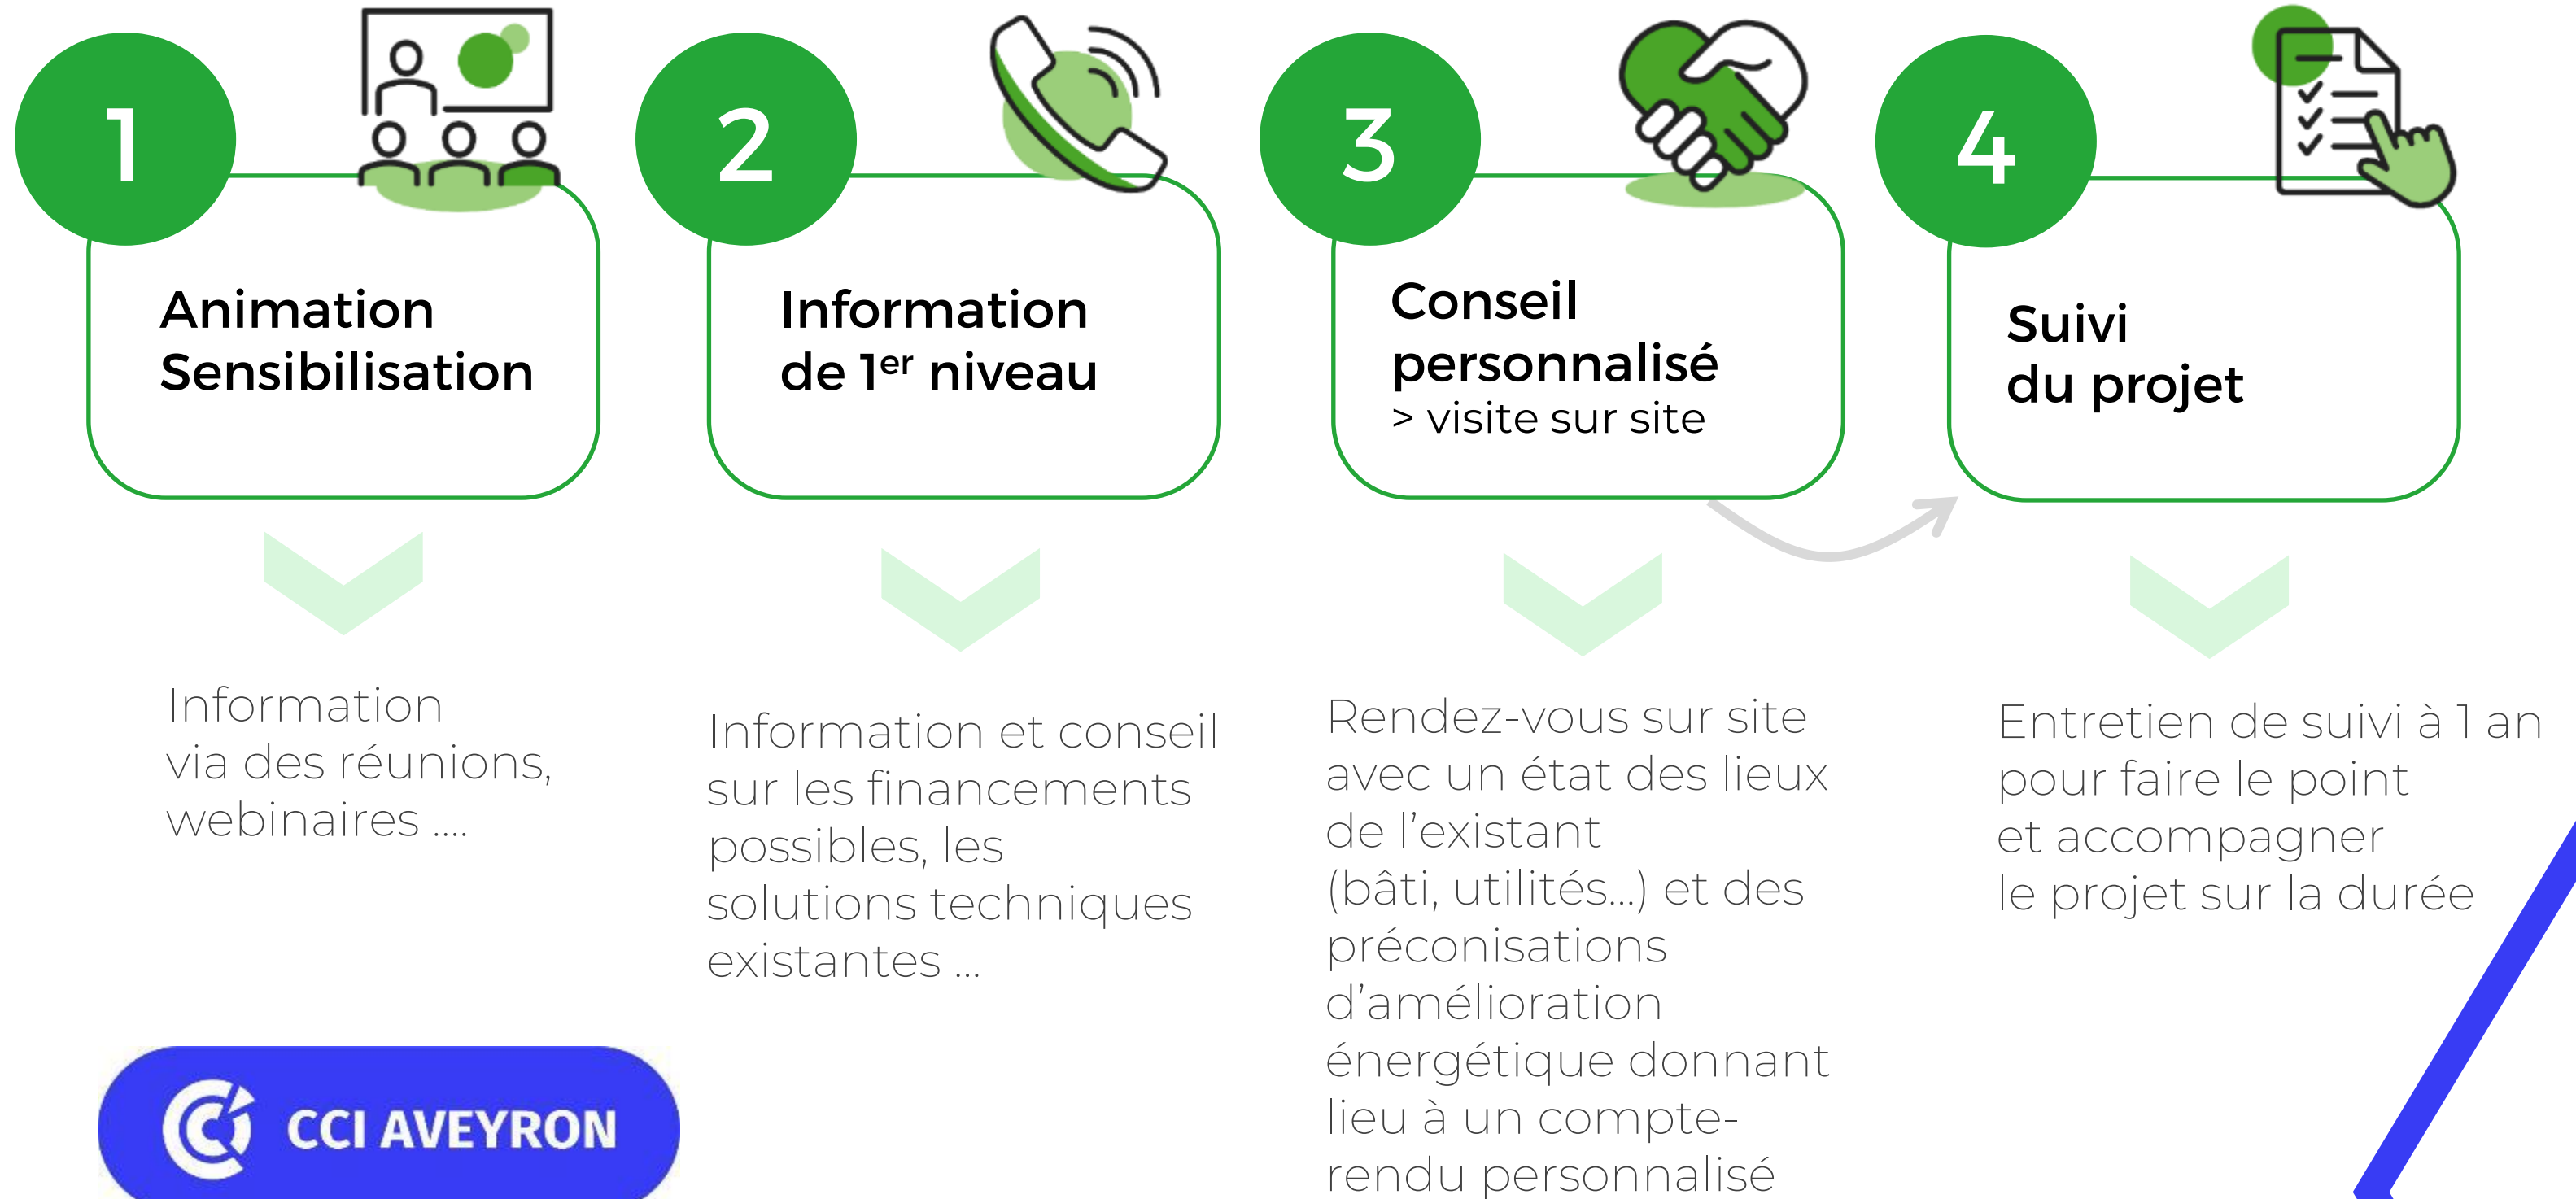 1
Animation
Sensibilisation
Information
via des réunions,
webinaires ....
2
Information
de 1er niveau
Information et conseil
sur les financements
possibles, les
solutions techniques
existantes ...
3
Conseil
personnalisé
> visite sur site
Rendez-vous sur site
avec un état des lieux
de l’existant
(bâti, utilités...) et des
préconisations
d’amélioration
énergétique donnant
lieu à un compte-
rendu personnalisé
4
Suivi
du projet
Entretien de suivi à 1 an
pour faire le point
et accompagner
le projet sur la durée
CCI AVEYRON